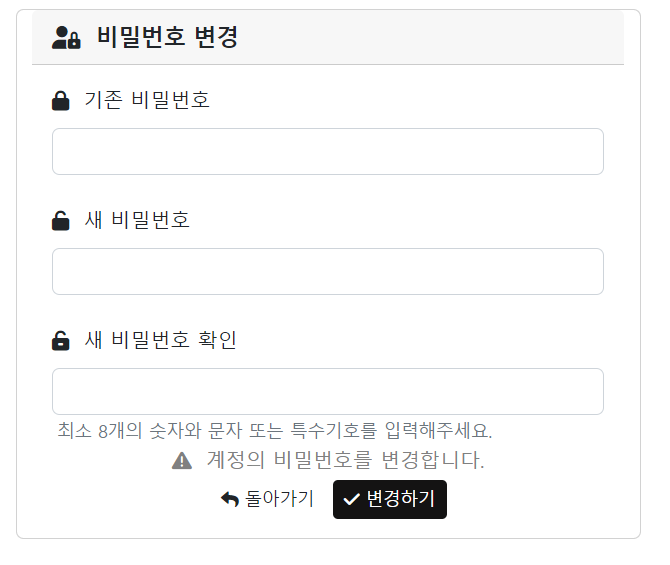 비밀번호 변경
기존 비밀번호
새 비밀번호
새 비밀번호 확인
최소 8개의 숫자와 문자 또는 특수기호를 입력해주세요.
계정의 비밀번호를 변경합니다.
돌아가기 변경하기